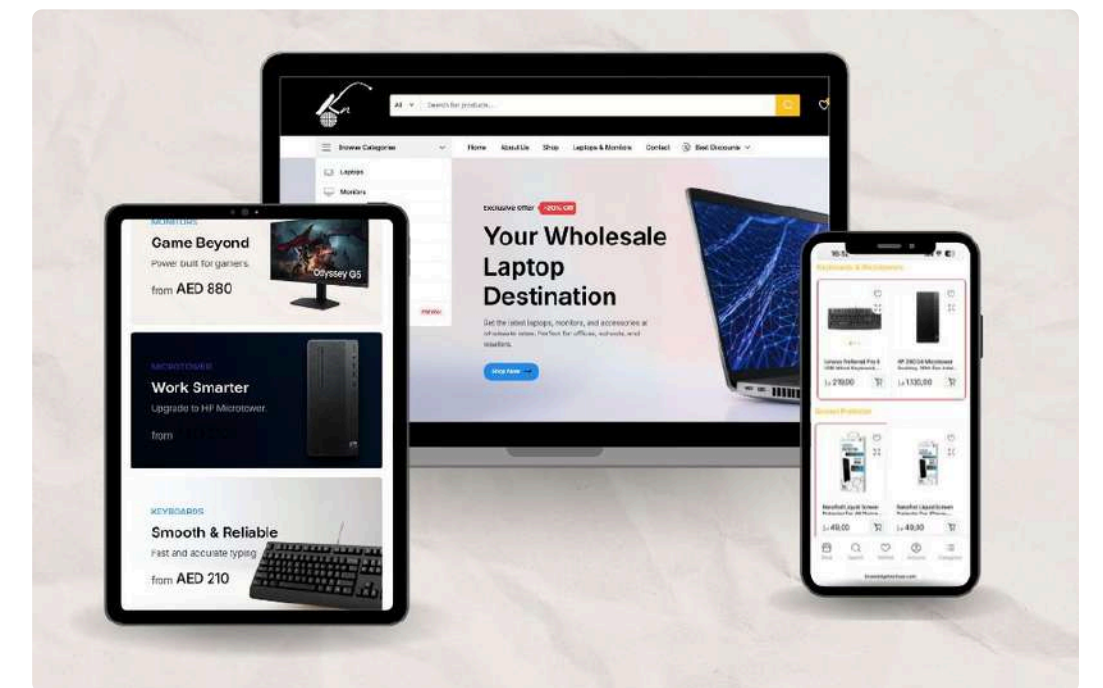 Kn
All
Search for products...
Browse Categories
Home
About Us
Shop
Laptops & Monitors
Contact
Best Discounts
Laptops
Monitors
Exclusive Offer
-20% Off
Your Wholesale
Laptop
Destination
Get the latest laptops, monitors, and accessories at
wholesale rates. Perfect for offices, schools, and
resellers.
Shop Now
MONITORS
Game Beyond
Power built for gamers.
from AED 880
Odyssey G5
MICROTOWER
Work Smarter
Upgrade to HP Microtower.
from
KEYBOARDS
Smooth & Reliable
Fast and accurate typing
from AED 210
Keyboards & Microtowers
219,00
1.130,00
Screen Protector
49,00
49,00
Search